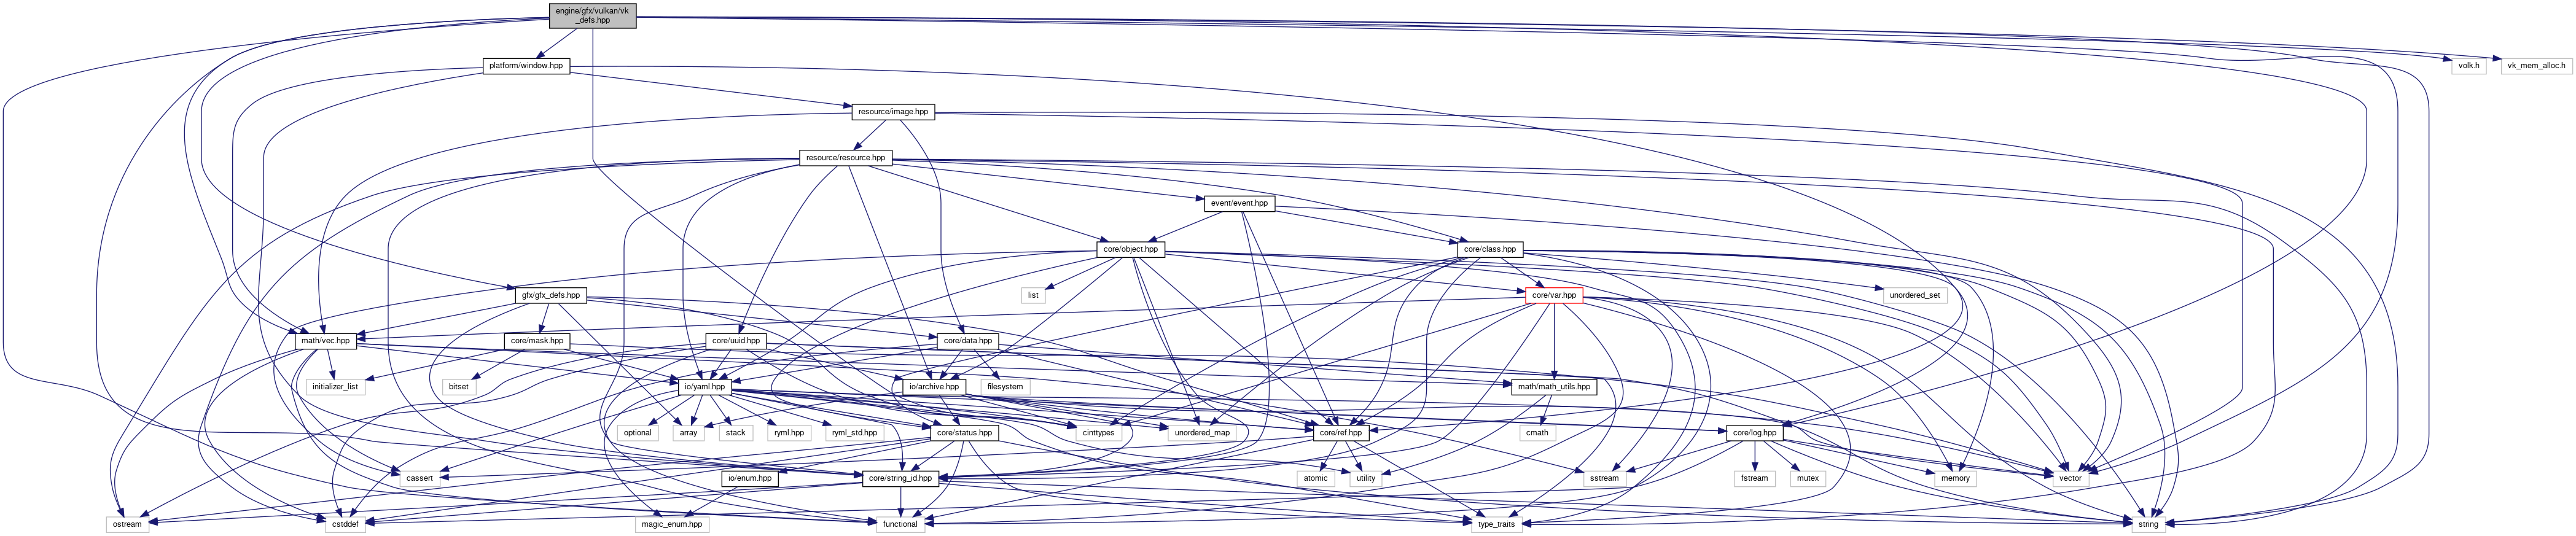 engine/gfx/vulkan/vk
_defs.hpp
platform/window.hpp
volk.h
vk_mem_alloc.h
resource/image.hpp
resource/resource.hpp
event/event.hpp
core/object.hpp
core/class.hpp
list
gfx/gfx_defs.hpp
core/var.hpp
unordered_set
math/vec.hpp
core/mask.hpp
core/uuid.hpp
core/data.hpp
initializer_list
bitset
io/yaml.hpp
io/archive.hpp
filesystem
math/math_utils.hpp
optional
array
stack
ryml.hpp
ryml_std.hpp
core/status.hpp
cinttypes
unordered_map
core/ref.hpp
cmath
core/log.hpp
cassert
io/enum.hpp
core/string_id.hpp
atomic
utility
sstream
fstream
mutex
memory
vector
ostream
cstddef
magic_enum.hpp
functional
type_traits
string